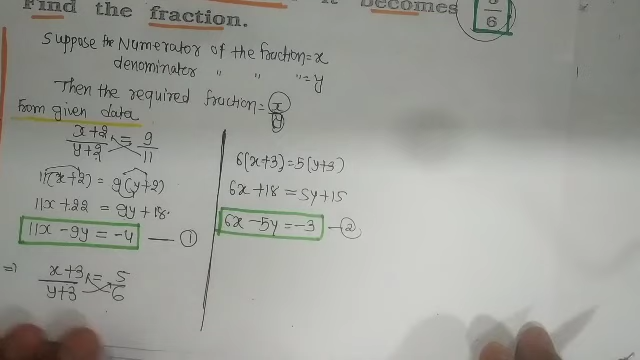 becomes 5/6
Find the fraction.
Suppose the Numerator of the fraction = x
denominator " " " = y
Then the required fraction = x/y
from given data
x+2/y+2 = 9/11
11(x+2) = 9(y+2)
11x+22 = 9y+18.
11x-9y = -4 — ①
=> x+3/y+3 = 5/6
6(x+3) = 5(y+3)
6x+18 = 5y+15
6x-5y = -3 — ②